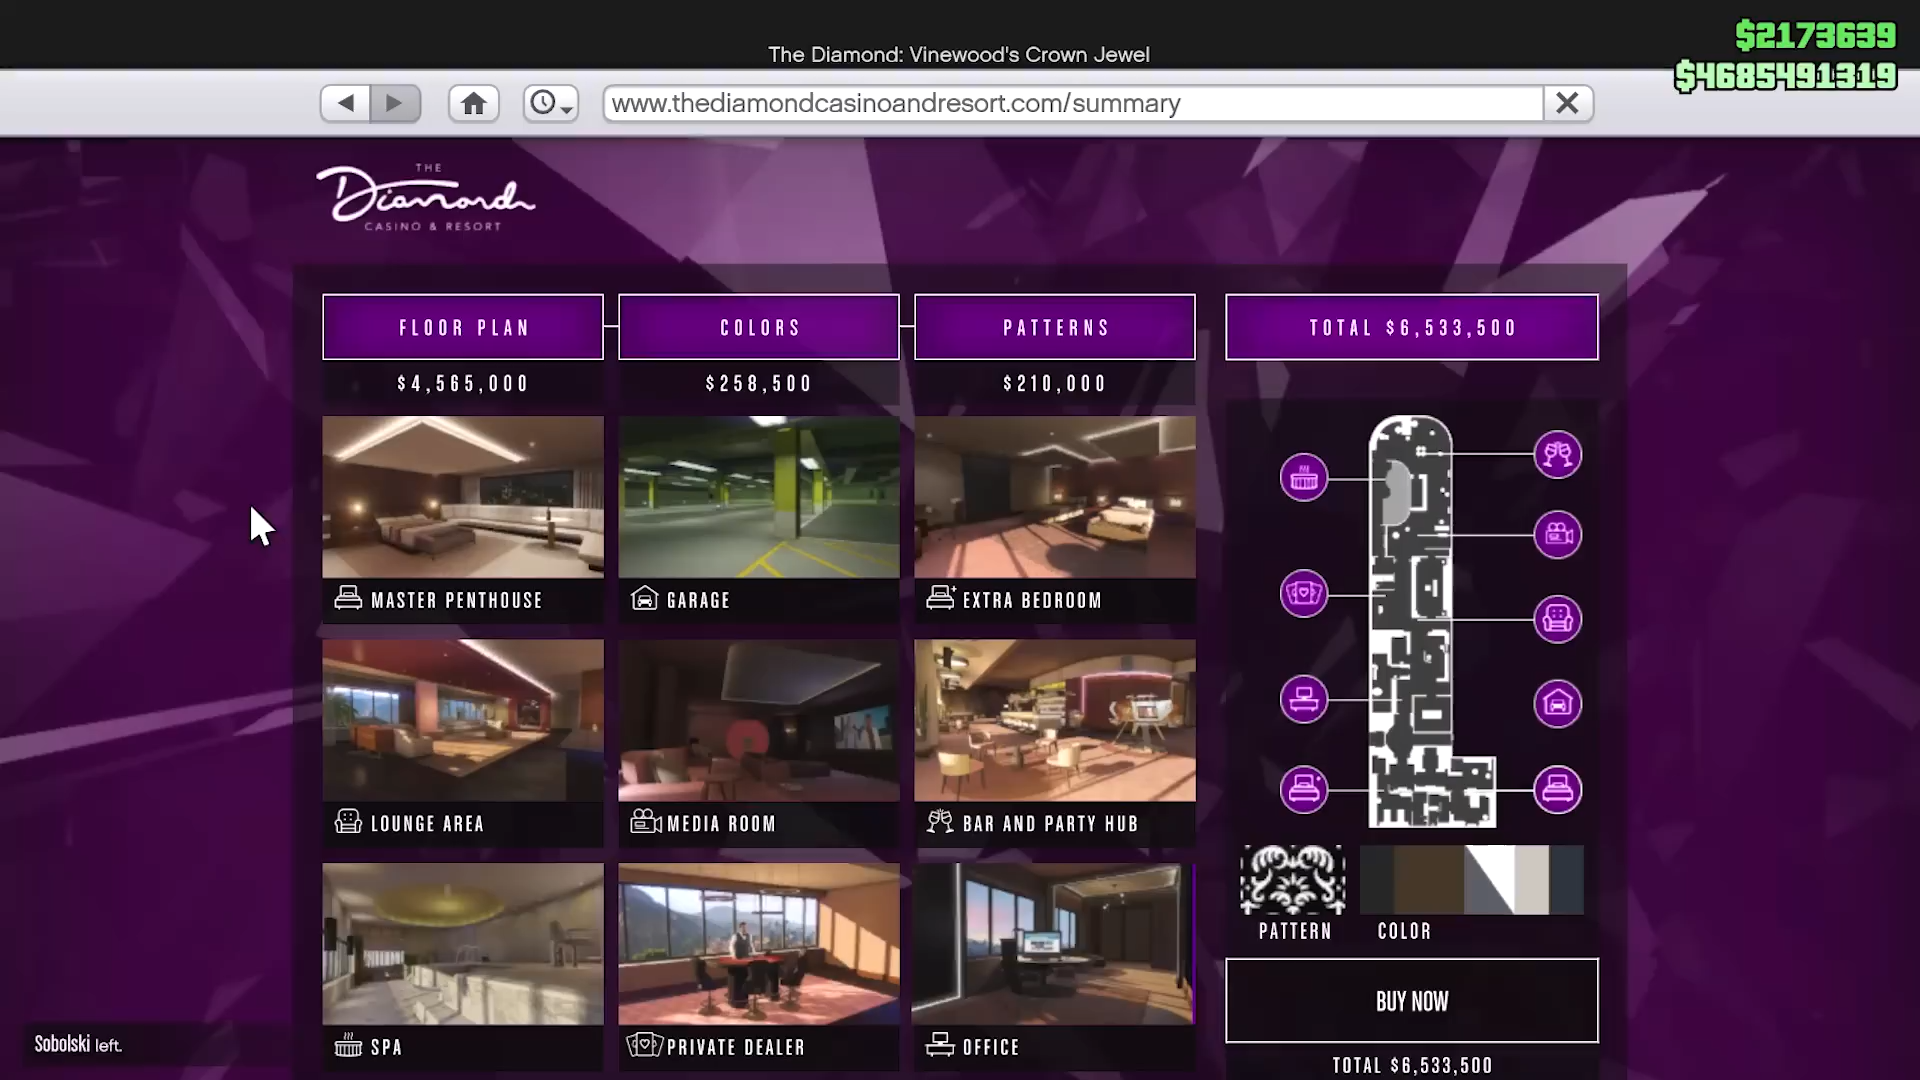 $2173639
The Diamond: Vinewood's Crown Jewel
$4685491319
www.thediamondcasinoandresort.com/summary
THE
Diamond
CASINO & RESORT
FLOOR PLAN
COLORS
PATTERNS
TOTAL $6,533,500
$4,565,000
$258,500
$210,000
MASTER PENTHOUSE
GARAGE
EXTRA BEDROOM
LOUNGE AREA
MEDIA ROOM
BAR AND PARTY HUB
PATTERN
COLOR
BUY NOW
SPA
PRIVATE DEALER
OFFICE
Sobolski left.
TOTAL $6,533,500